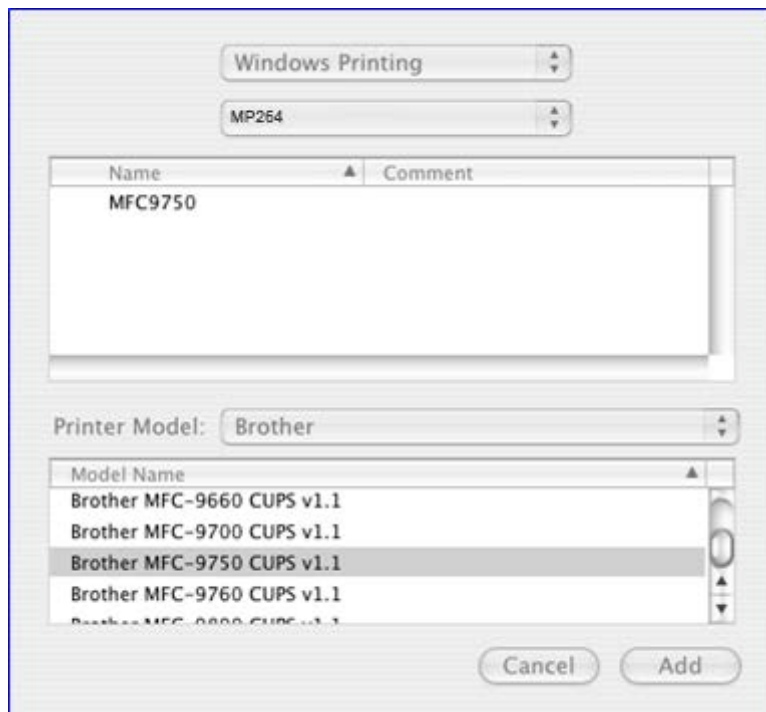 Windows Printing
MP264
Name Comment
MFC9750
Printer Model: Brother
Model Name
Brother MFC-9660 CUPS v1.1
Brother MFC-9700 CUPS v1.1
Brother MFC-9750 CUPS v1.1
Brother MFC-9760 CUPS v1.1
Cancel Add